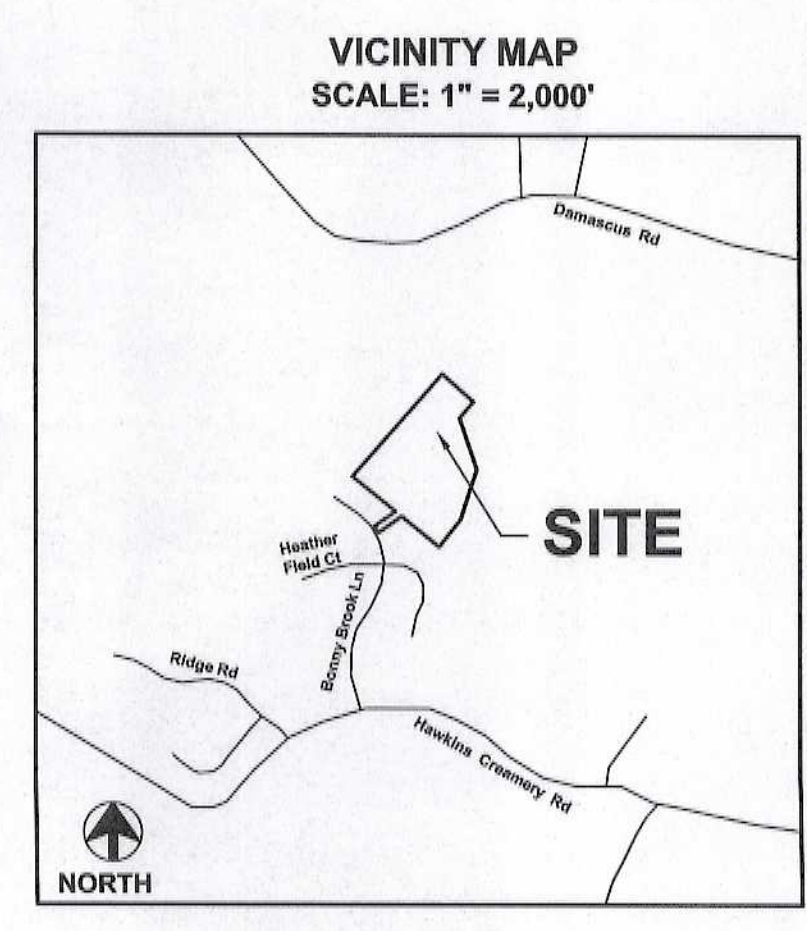 VICINITY MAP
SCALE: 1" = 2,000'
Damascus Rd
SITE
Heather
Field Ct
Bonny Brook Ln
Ridge Rd
Hawkins Creamery Rd
NORTH